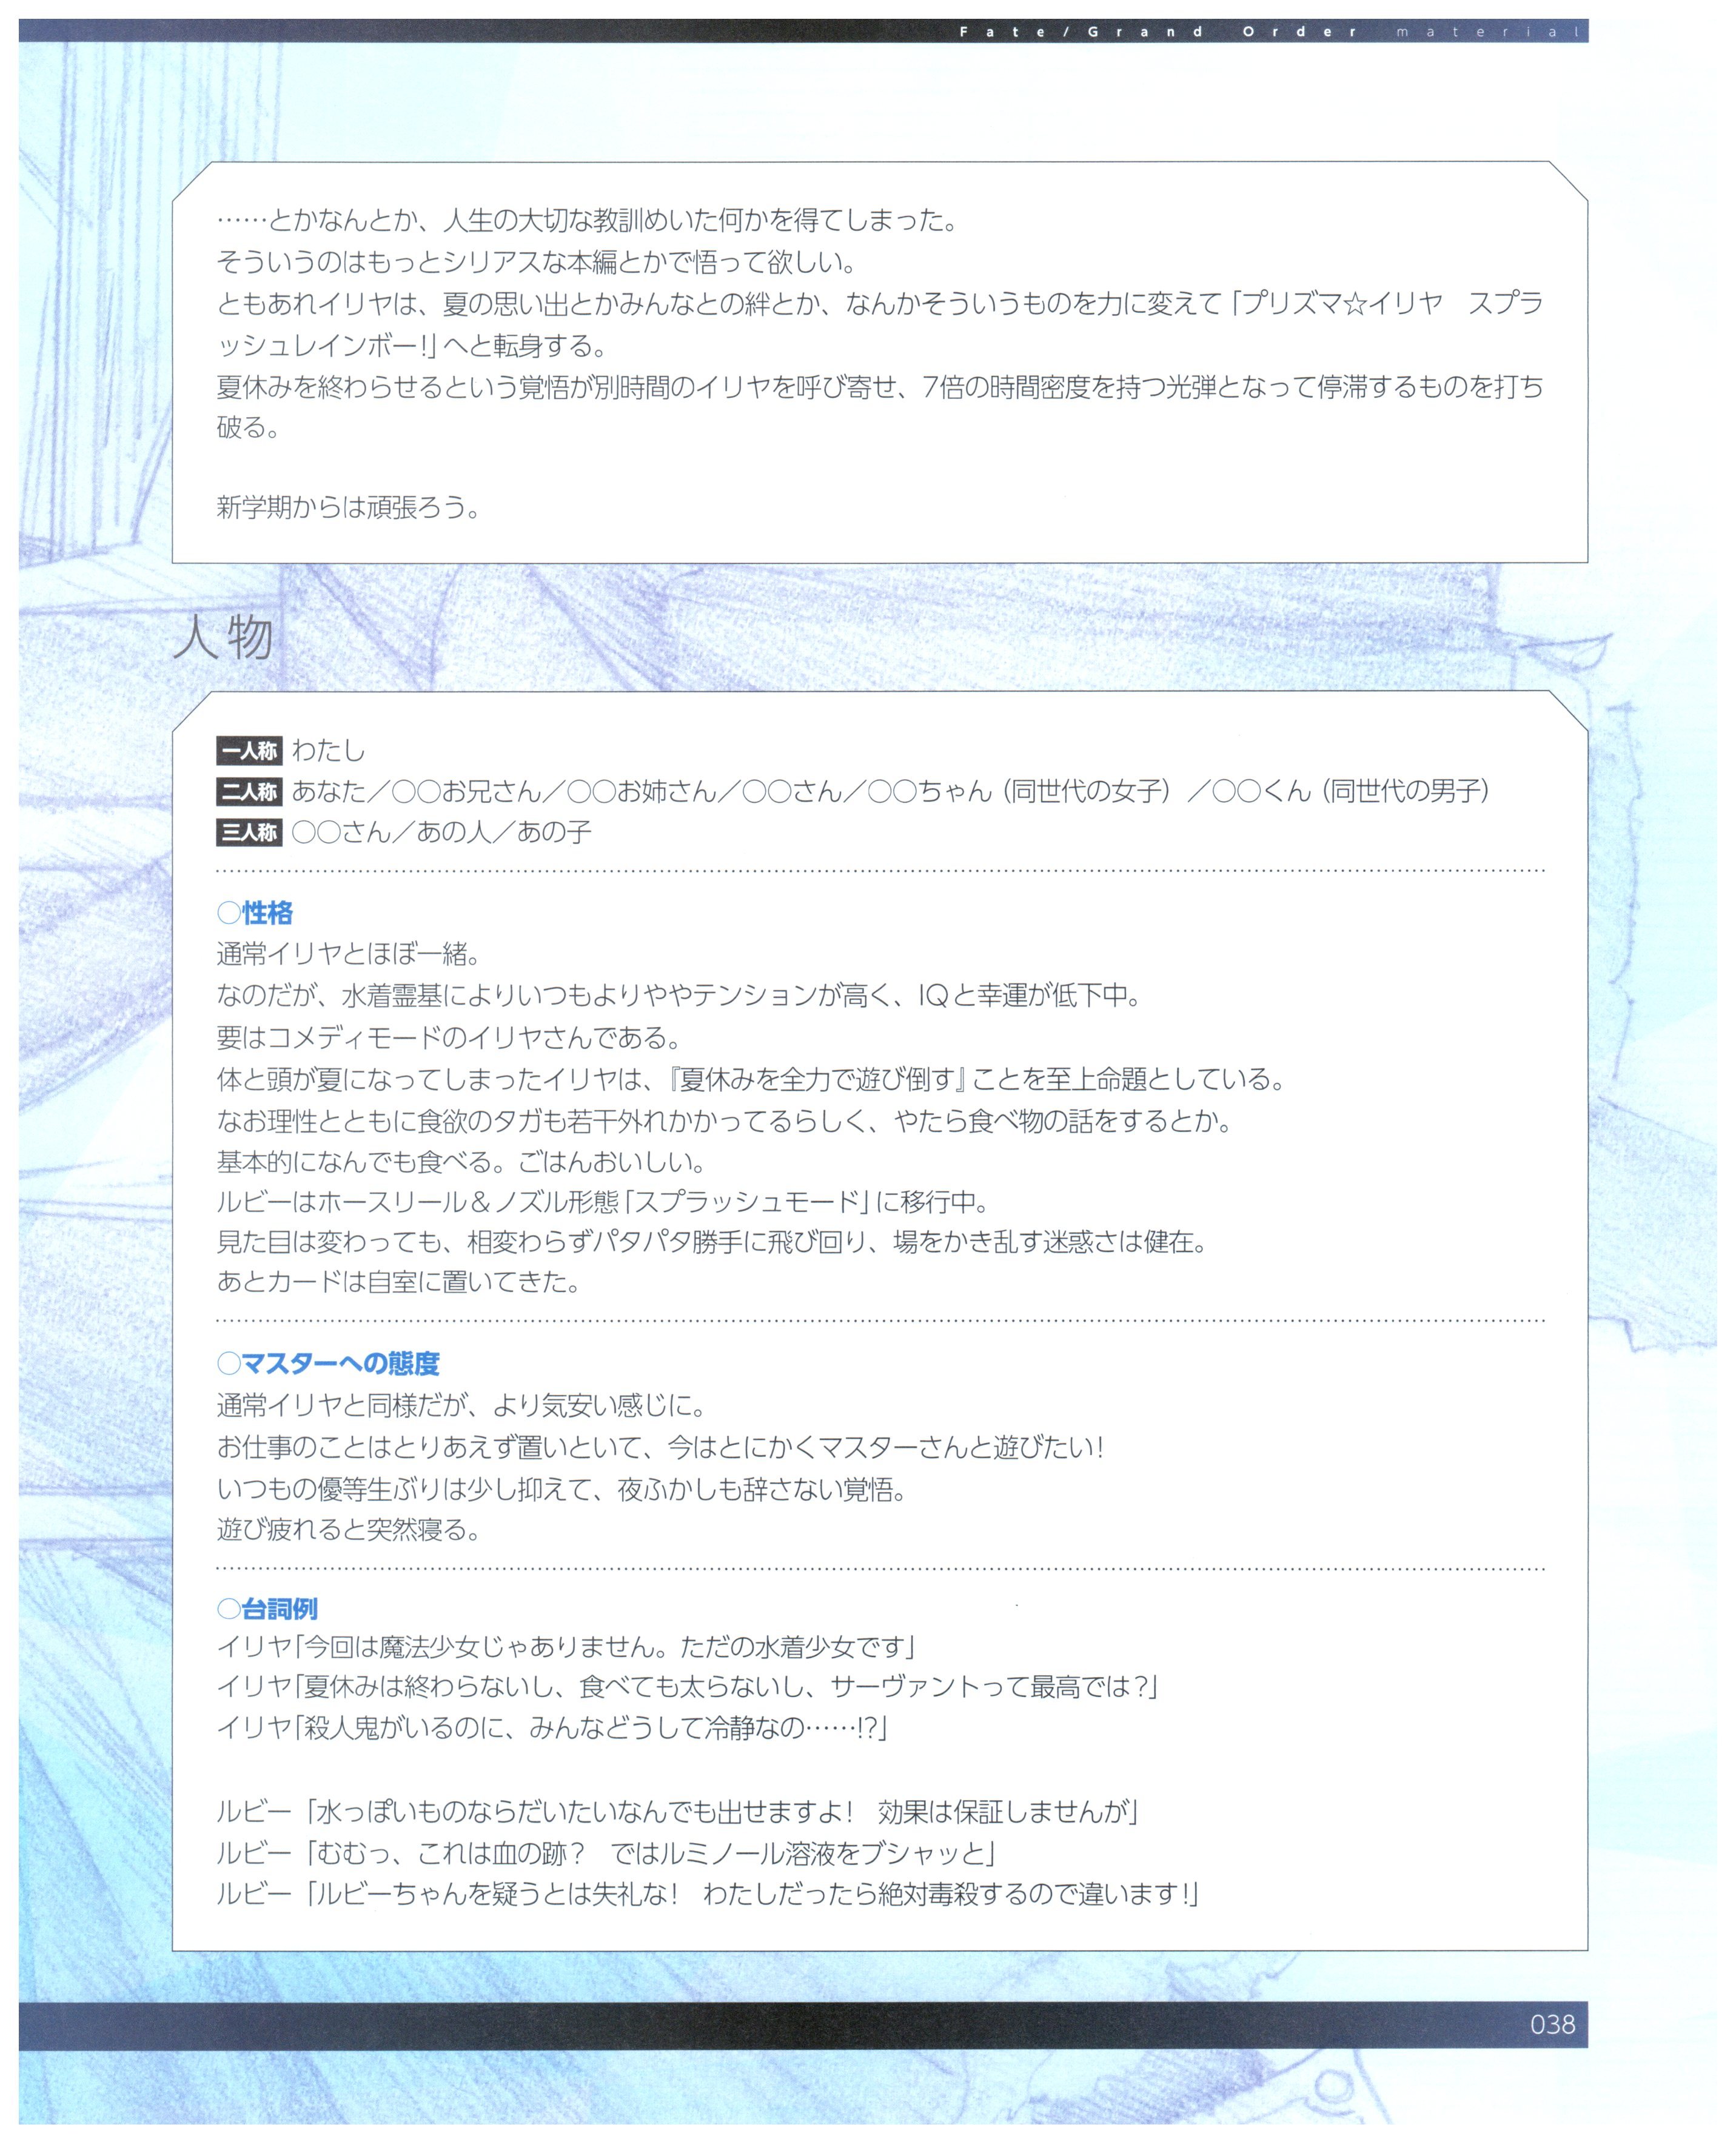 Fate/Grand Order material
……とかなんとか、人生の大切な教訓めいた何かを得てしまった。
そういうのはもっとシリアスな本編とかで悟って欲しい。
ともあれイリヤは、夏の思い出とかみんなとの絆とか、なんかそういうものを力に変えて「プリズマ☆イリヤ　スプラ
ッシュレインボー！」へと転身する。
夏休みを終わらせるという覚悟が別時間のイリヤを呼び寄せ、7倍の時間密度を持つ光弾となって停滞するものを打ち
破る。
新学期からは頑張ろう。
人物
一人称 わたし
二人称 あなた／○○お兄さん／○○お姉さん／○○さん／○○ちゃん（同世代の女子）／○○くん（同世代の男子）
三人称 ○○さん／あの人／あの子
○性格
通常イリヤとほぼ一緒。
なのだが、水着霊基によりいつもよりややテンションが高く、IQと幸運が低下中。
要はコメディモードのイリヤさんである。
体と頭が夏になってしまったイリヤは、『夏休みを全力で遊び倒す』ことを至上命題としている。
なお理性とともに食欲のタガも若干外れかかってるらしく、やたら食べ物の話をするとか。
基本的になんでも食べる。ごはんおいしい。
ルビーはホースリール＆ノズル形態「スプラッシュモード」に移行中。
見た目は変わっても、相変わらずパタパタ勝手に飛び回り、場をかき乱す迷惑さは健在。
あとカードは自室に置いてきた。
○マスターへの態度
通常イリヤと同様だが、より気安い感じに。
お仕事のことはとりあえず置いといて、今はとにかくマスターさんと遊びたい！
いつもの優等生ぶりは少し抑えて、夜ふかしも辞さない覚悟。
遊び疲れると突然寝る。
○台詞例
イリヤ「今回は魔法少女じゃありません。ただの水着少女です」
イリヤ「夏休みは終わらないし、食べても太らないし、サーヴァントって最高では？」
イリヤ「殺人鬼がいるのに、みんなどうして冷静なの……!?」
ルビー「水っぽいものならだいたいなんでも出せますよ！　効果は保証しませんが」
ルビー「むむっ、これは血の跡？　ではルミノール溶液をブシャッと」
ルビー「ルビーちゃんを疑うとは失礼な！　わたしだったら絶対毒殺するので違います！」
038